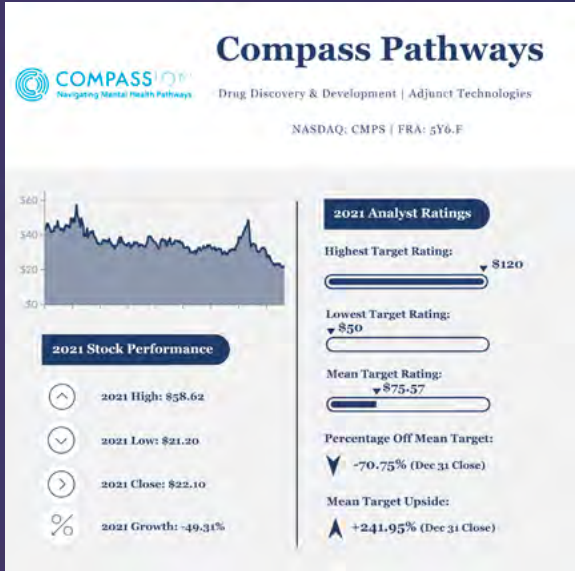 Compass Pathways
COMPASS
Navigating Mental Health Pathways
Drug Discovery & Development | Adjunct Technologies
NASDAQ: CMPS | FRA: 5Y6.F
$60
$40
$20
$0
2021 Stock Performance
2021 High: $58.62
2021 Low: $21.20
2021 Close: $22.10
2021 Growth: -49.31%
2021 Analyst Ratings
Highest Target Rating:
$120
Lowest Target Rating:
$50
Mean Target Rating:
$75.57
Percentage Off Mean Target:
-70.75% (Dec 31 Close)
Mean Target Upside:
+241.95% (Dec 31 Close)